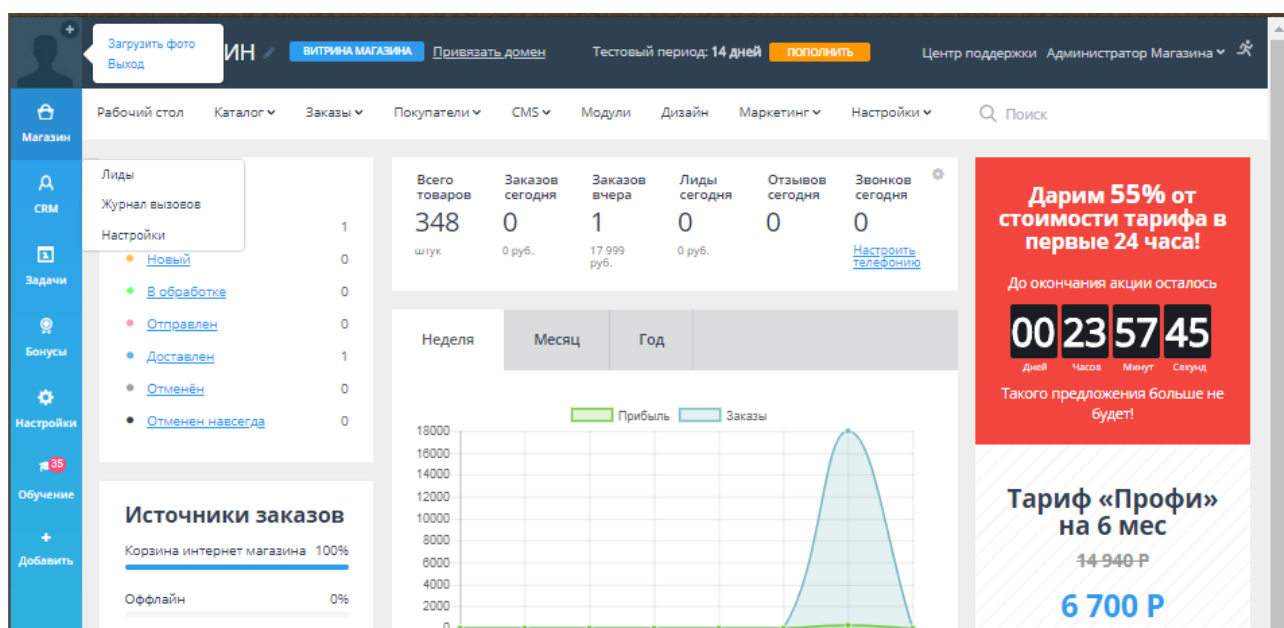 Загрузить фото
Выход
ИН
ВИТРИНА МАГАЗИНА
Привязать домен
Тестовый период: 14 дней
ПОПОЛНИТЬ
Центр поддержки
Администратор Магазина
Магазин
CRM
Задачи
Бонусы
Настройки
35
Обучение
Добавить
Рабочий стол
Каталог
Заказы
Покупатели
CMS
Модули
Дизайн
Маркетинг
Настройки
Поиск
Лиды
Журнал вызовов
Настройки
1
Новый 0
В обработке 0
Отправлен 0
Доставлен 1
Отменён 0
Отменен навсегда 0
Источники заказов
Корзина интернет магазина 100%
Оффлайн 0%
Всего
товаров
348
штук
Заказов
сегодня
0
0 руб.
Заказов
вчера
1
17 999
руб.
Лиды
сегодня
0
0 руб.
Отзывов
сегодня
0
Звонков
сегодня
0
Настроить
телефонию
Неделя
Месяц
Год
Прибыль
Заказы
18000
16000
14000
12000
10000
8000
6000
4000
2000
0
Дарим 55% от
стоимости тарифа в
первые 24 часа!
До окончания акции осталось
00 23 57 45
Дней Часов Минут Секунд
Такого предложения больше не
будет!
Тариф «Профи»
на 6 мес
14 940 Р
6 700 Р